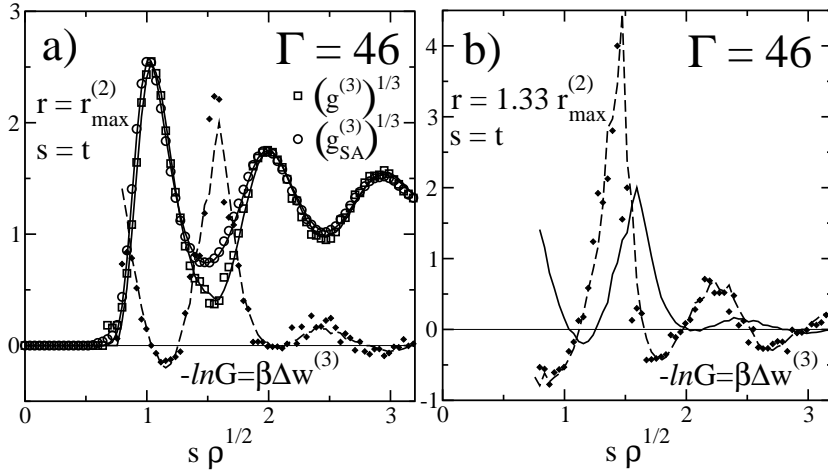 a)
Γ = 46
r = r_max^(2)
s = t
□ (g^(3))^1/3
○ (g_SA^(3))^1/3
-lnG=βΔw^(3)
3
2
1
0
0 1 2 3
s ρ^1/2
b)
Γ = 46
r = 1.33 r_max^(2)
s = t
-lnG=βΔw^(3)
4
3
2
1
0
-1
1 2 3
s ρ^1/2